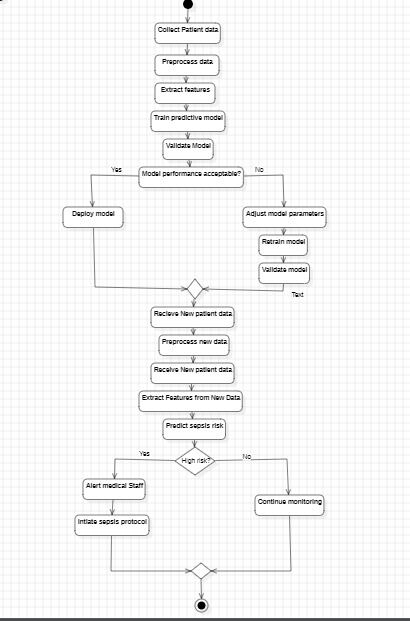 Collect Patient data
Preprocess data
Extract features
Train predictive model
Validate Model
Model performance acceptable?
Yes
No
Deploy model
Adjust model parameters
Retrain model
Validate model
Text
Recieve New patient data
Preprocess new data
Receive New patient data
Extract Features from New Data
Predict sepsis risk
High risk?
Yes
No
Alert medical Staff
Continue monitoring
Intiate sepsis protocol